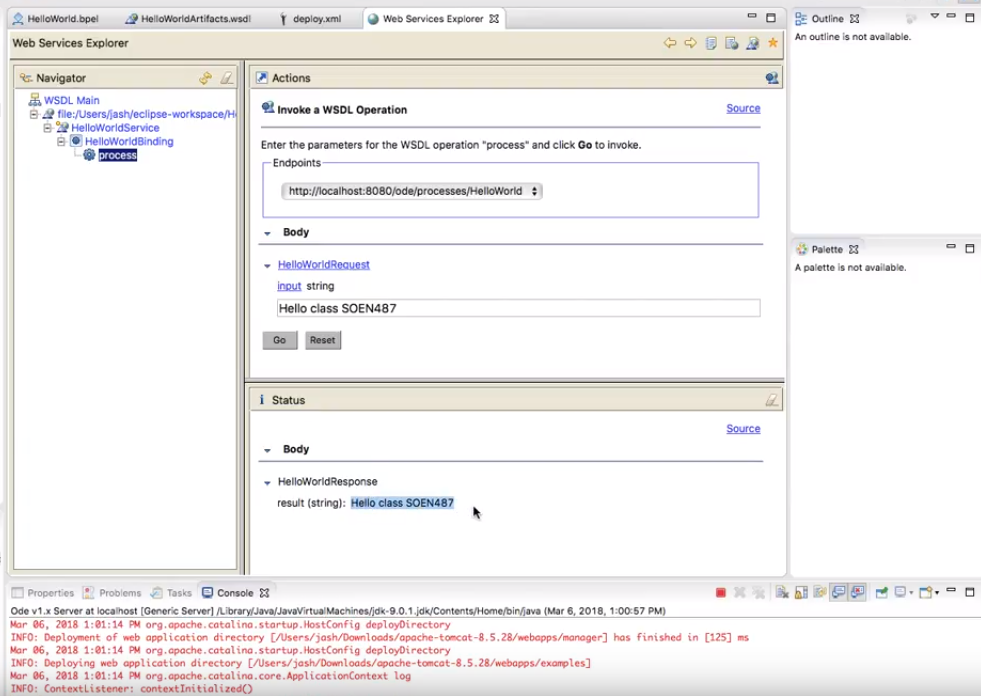 HelloWorld.bpel
HelloWorldArtifacts.wsdl
deploy.xml
Web Services Explorer
Outline
An outline is not available.
Web Services Explorer
Navigator
WSDL Main
file:/Users/jash/eclipse-workspace/H
HelloWorldService
HelloWorldBinding
process
Actions
Invoke a WSDL Operation
Source
Enter the parameters for the WSDL operation "process" and click Go to invoke.
Endpoints
http://localhost:8080/ode/processes/HelloWorld
Body
HelloWorldRequest
input string
Hello class SOEN487
Go
Reset
Status
Source
Body
HelloWorldResponse
result (string): Hello class SOEN487
Palette
A palette is not available.
Properties
Problems
Tasks
Console
Ode v1.x Server at localhost [Generic Server] /Library/Java/JavaVirtualMachines/jdk-9.0.1.jdk/Contents/Home/bin/java (Mar 6, 2018, 1:00:57 PM)
Mar 06, 2018 1:01:14 PM org.apache.catalina.startup.HostConfig deployDirectory
INFO: Deployment of web application directory [/Users/jash/Downloads/apache-tomcat-8.5.28/webapps/manager] has finished in [125] ms
Mar 06, 2018 1:01:14 PM org.apache.catalina.startup.HostConfig deployDirectory
INFO: Deploying web application directory [/Users/jash/Downloads/apache-tomcat-8.5.28/webapps/examples]
Mar 06, 2018 1:01:14 PM org.apache.catalina.core.ApplicationContext log
INFO: ContextListener: contextInitialized()